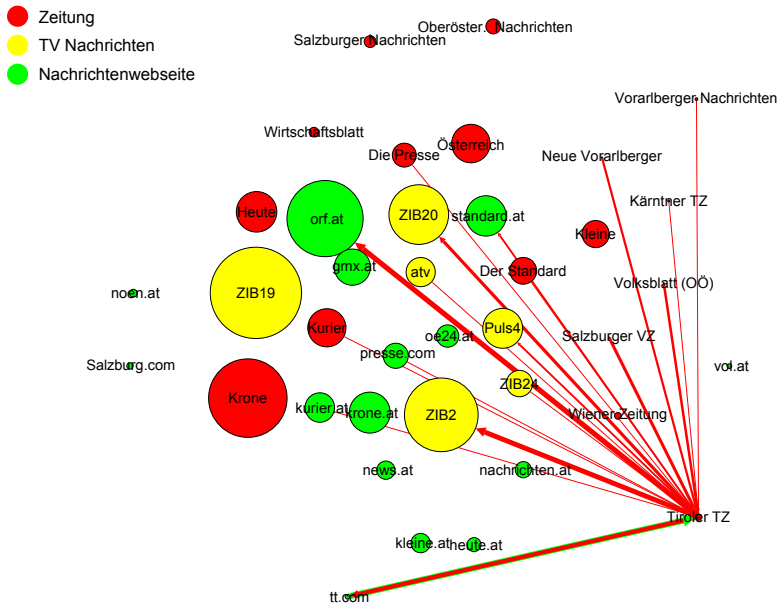 Zeitung
TV Nachrichten
Nachrichtenwebseite
Oberöster. Nachrichten
Salzburger Nachrichten
Vorarlberger Nachrichten
Wirtschaftsblatt
Österreich
Die Presse
Neue Vorarlberger
Kärntner TZ
Heute
orf.at
ZIB20
standard.at
Kleine
gmx.at
atv
Der Standard
Volksblatt (OÖ)
noen.at
ZIB19
Kurier
oe24.at
Puls4
Salzburger VZ
presse.com
Salzburg.com
vol.at
ZIB24
Krone
kurier.at
krone.at
ZIB2
Wiener Zeitung
news.at
nachrichten.at
Tiroler TZ
kleine.at
heute.at
tt.com